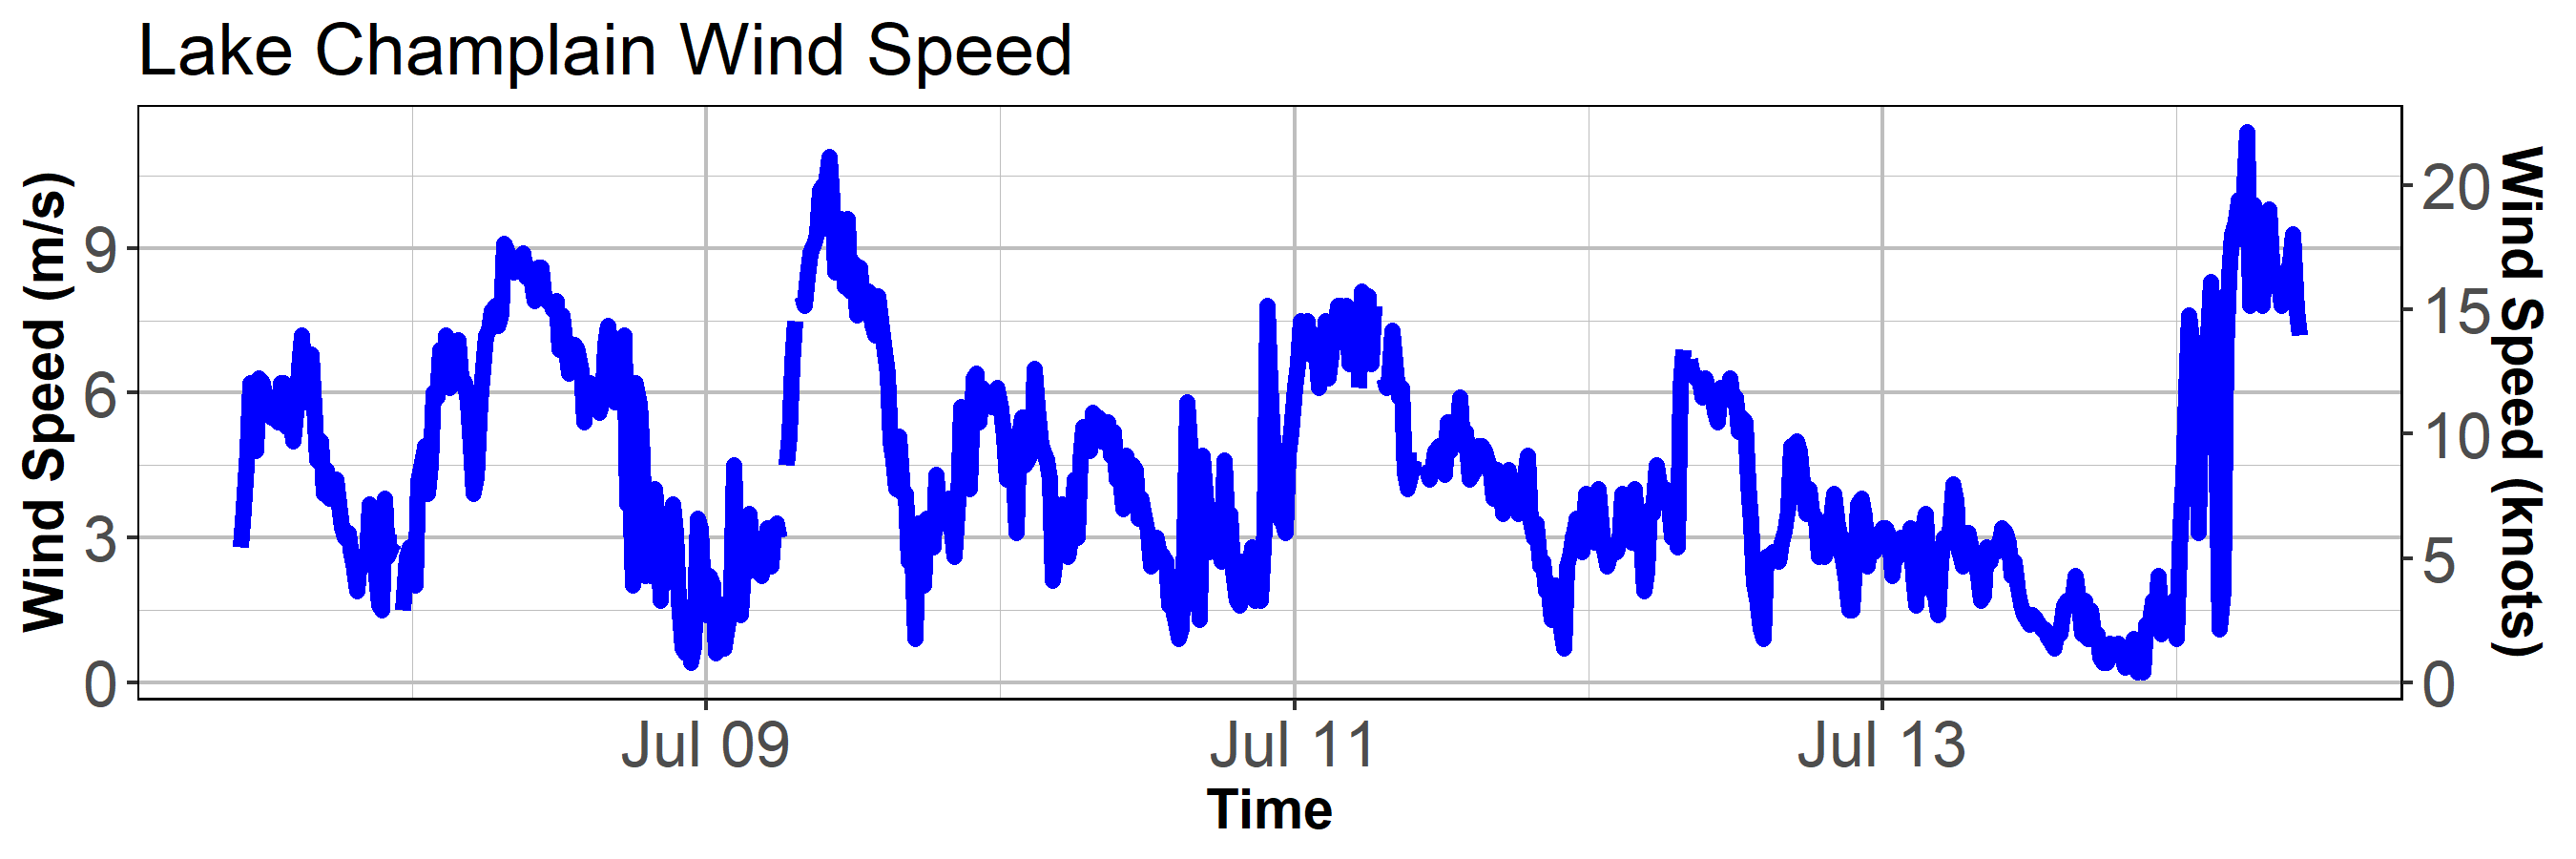 Lake Champlain Wind Speed
Wind Speed (m/s)
9
6
3
0
20
15
10
5
0
Wind Speed (knots)
Jul 09
Jul 11
Jul 13
Time